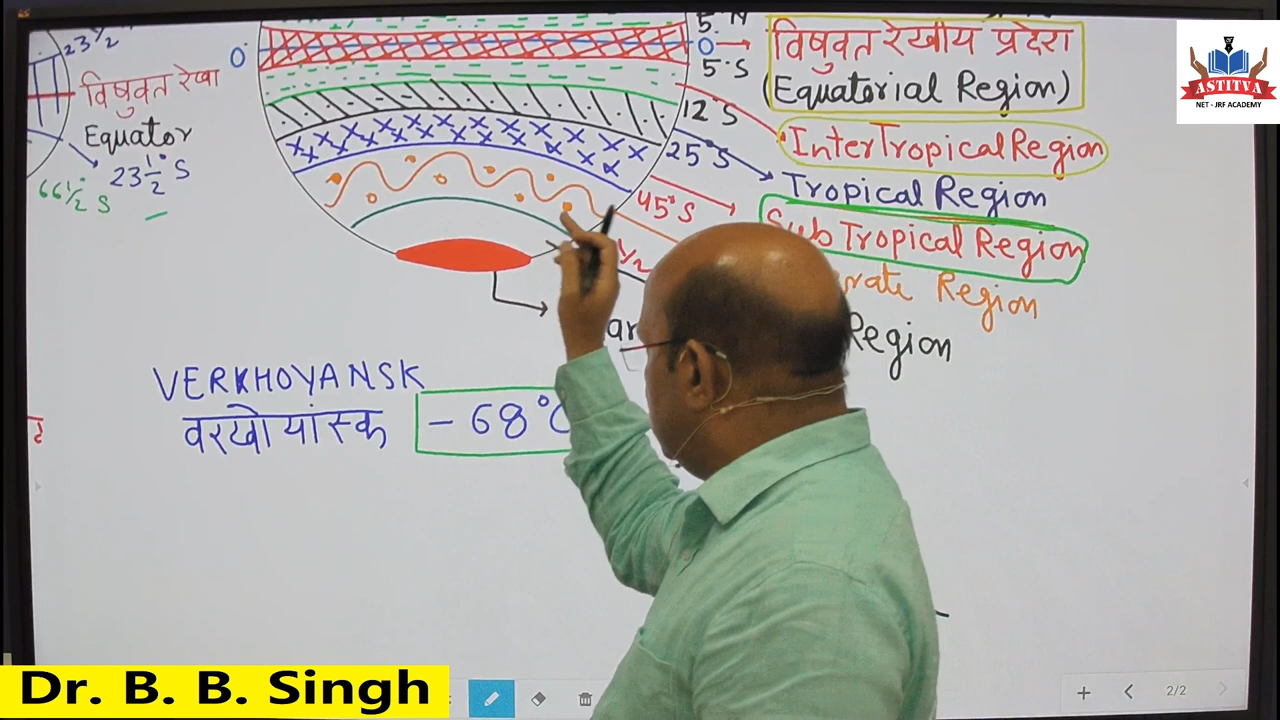 23½° N
विषुवत रेखा
Equator
23½° S
66½° S
5° N
0°
0°
5° S
12° S
25° S
45° S
½
विषुवत रेखीय प्रदेश
(Equatorial Region)
InterTropical Region
Tropical Region
Sub Tropical Region
Region
Region
VERKHOYANSK
वरखोयांस्क
- 68°C
ASTITVA
NET - JRF ACADEMY
Dr. B. B. Singh
2/2